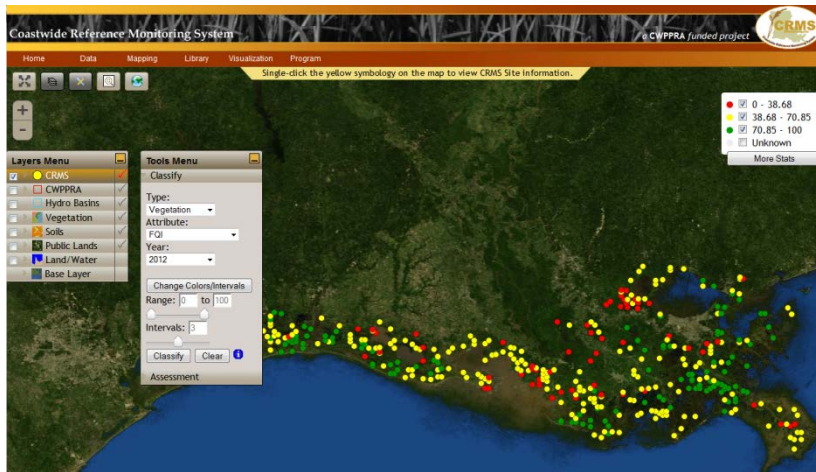 Coastwide Reference Monitoring System
a CWPPRA funded project
CRMS
Home Data Mapping Library Visualization Program
Single-click the yellow symbology on the map to view CRMS Site Information.
+
-
0 - 38.68
38.68 - 70.85
70.85 - 100
Unknown
More Stats
Layers Menu
CRMS
CWPPRA
Hydro Basins
Vegetation
Soils
Public Lands
Land/Water
Base Layer
Tools Menu
Classify
Type:
Vegetation
Attribute:
FQI
Year:
2012
Change Colors/Intervals
Range: 0 to 100
Intervals: 3
Classify Clear
Assessment